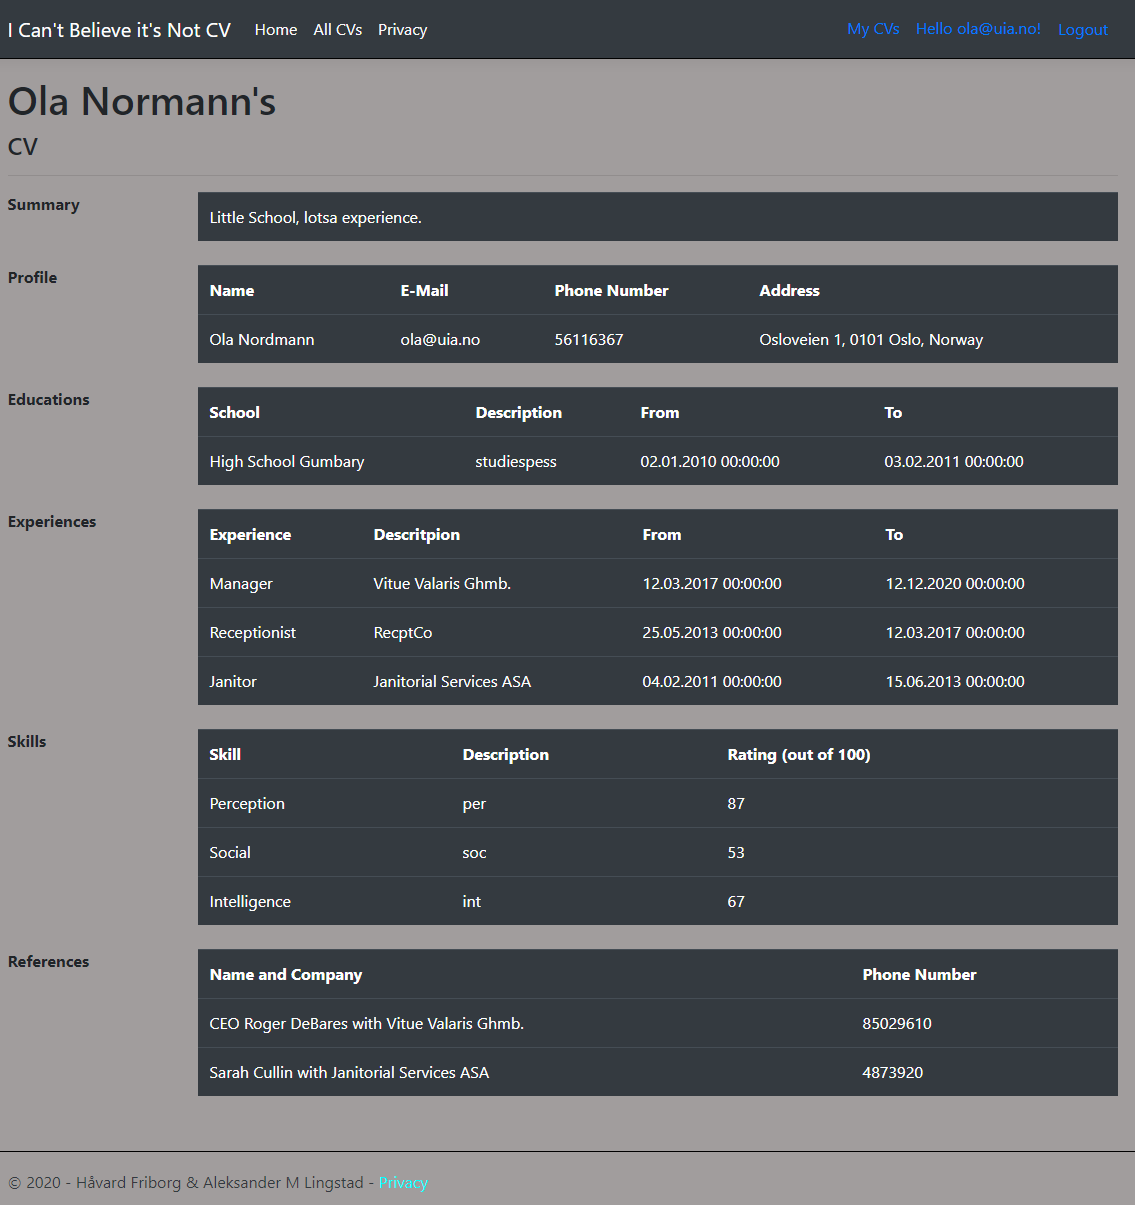 I Can't Believe it's Not CV Home All CVs Privacy My CVs Hello ola@uia.no! Logout
Ola Normann's
CV
Summary Little School, lotsa experience.
Profile Name E-Mail Phone Number Address
Ola Nordmann ola@uia.no 56116367 Osloveien 1, 0101 Oslo, Norway
Educations School Description From To
High School Gumbary studiespess 02.01.2010 00:00:00 03.02.2011 00:00:00
Experiences Experience Descritpion From To
Manager Vitue Valaris Ghmb. 12.03.2017 00:00:00 12.12.2020 00:00:00
Receptionist RecptCo 25.05.2013 00:00:00 12.03.2017 00:00:00
Janitor Janitorial Services ASA 04.02.2011 00:00:00 15.06.2013 00:00:00
Skills Skill Description Rating (out of 100)
Perception per 87
Social soc 53
Intelligence int 67
References Name and Company Phone Number
CEO Roger DeBares with Vitue Valaris Ghmb. 85029610
Sarah Cullin with Janitorial Services ASA 4873920
© 2020 - Håvard Friborg & Aleksander M Lingstad - Privacy